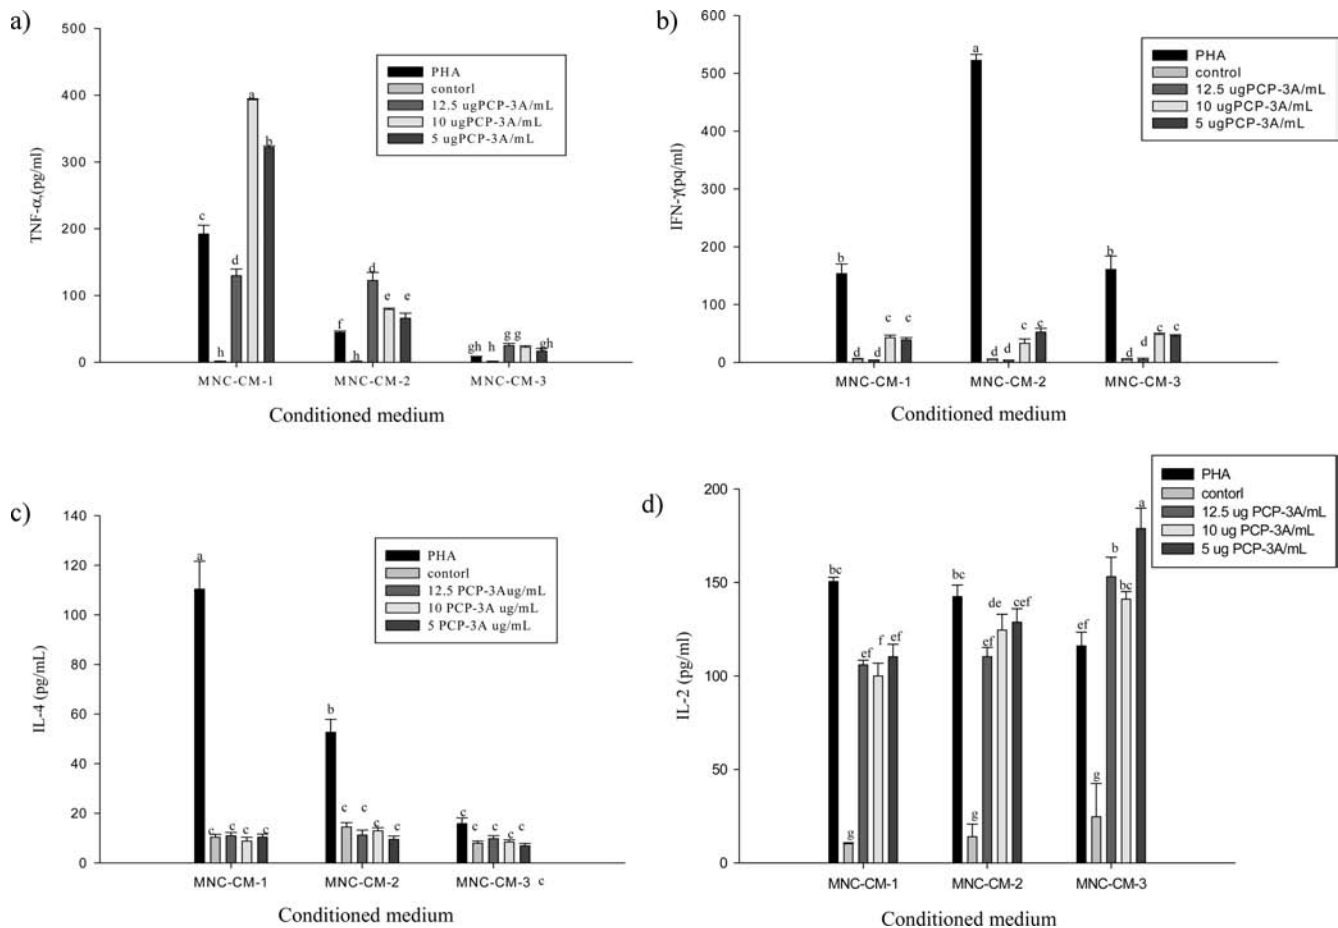 a)
500
400
300
200
100
0
TNF-α,(pg/ml)
PHA
contorl
12.5 ugPCP-3A/mL
10 ugPCP-3A/mL
5 ugPCP-3A/mL
c
h
d
a
b
f
h
d
e
e
gh
h
g
g
gh
MNC-CM-1
MNC-CM-2
MNC-CM-3
Conditioned medium
b)
600
500
400
300
200
100
0
IFN-γ(pq/ml)
PHA
control
12.5 ugPCP-3A/mL
10 ugPCP-3A/mL
5 ugPCP-3A/mL
b
d
d
c
c
a
d
d
c
c
b
d
d
c
c
MNC-CM-1
MNC-CM-2
MNC-CM-3
Conditioned medium
c)
140
120
100
80
60
40
20
0
IL-4 (pg/mL)
PHA
contorl
12.5 PCP-3Aug/mL
10 PCP-3A ug/mL
5 PCP-3A ug/mL
a
c
c
c
c
b
c
c
c
c
c
c
c
c
c
MNC-CM-1
MNC-CM-2
MNC-CM-3 c
Conditioned medium
d)
200
150
100
50
0
IL-2 (pg/ml)
PHA
contorl
12.5 ug PCP-3A/mL
10 ug PCP-3A/mL
5 ug PCP-3A/mL
bc
g
ef
f
ef
bc
g
ef
de
cef
ef
g
b
bc
a
MNC-CM-1
MNC-CM-2
MNC-CM-3
Conditioned medium